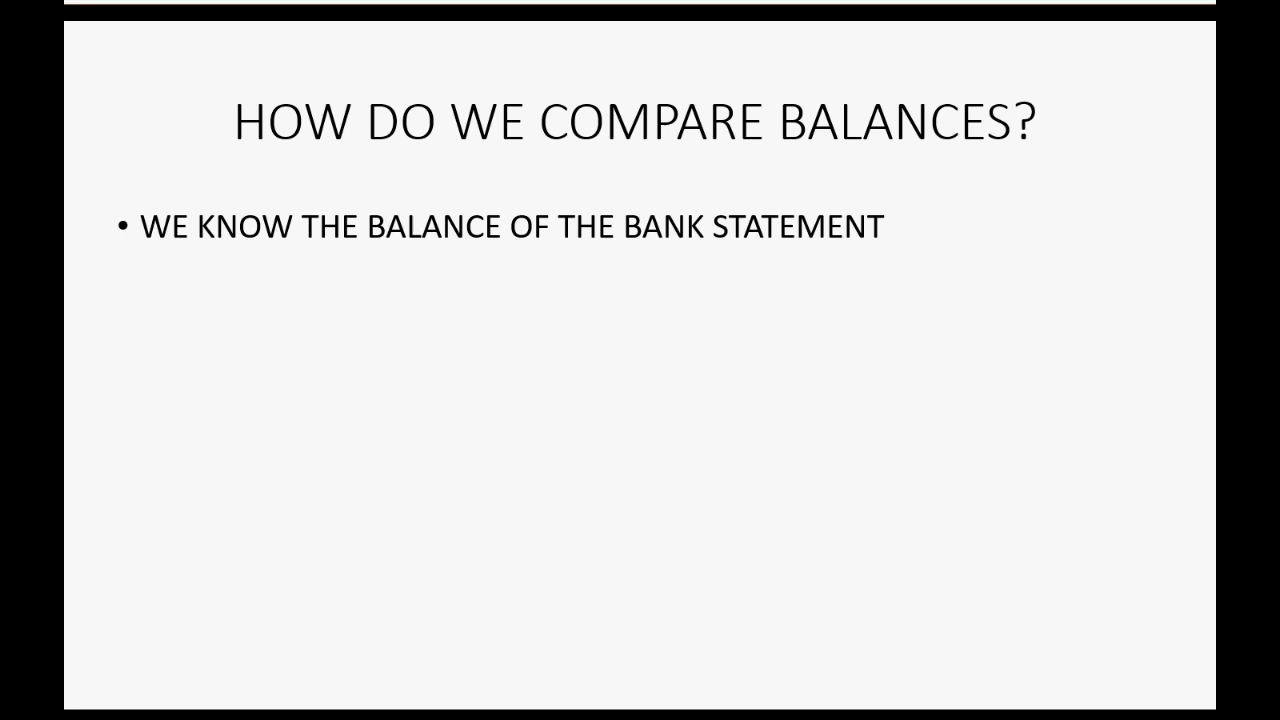 HOW DO WE COMPARE BALANCES?
• WE KNOW THE BALANCE OF THE BANK STATEMENT